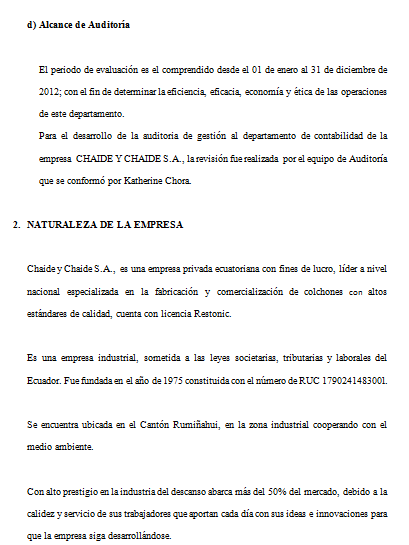 d) Alcance de Auditoría
El periodo de evaluación es el comprendido desde el 01 de enero al 31 de diciembre de
2012; con el fin de determinar la eficiencia, eficacia, economía y ética de las operaciones
de este departamento.
Para el desarrollo de la auditoria de gestión al departamento de contabilidad de la
empresa CHAIDE Y CHAIDE S.A., la revisión fue realizada por el equipo de Auditoría
que se conformó por Katherine Chora.
2. NATURALEZA DE LA EMPRESA
Chaide y Chaide S.A., es una empresa privada ecuatoriana con fines de lucro, líder a nivel
nacional especializada en la fabricación y comercialización de colchones con altos
estándares de calidad, cuenta con licencia Restonic.
Es una empresa industrial, sometida a las leyes societarias, tributarias y laborales del
Ecuador. Fue fundada en el año de 1975 constituida con el número de RUC 1790241483001.
Se encuentra ubicada en el Cantón Rumiñahui, en la zona industrial cooperando con el
medio ambiente.
Con alto prestigio en la industria del descanso abarca más del 50% del mercado, debido a la
calidez y servicio de sus trabajadores que aportan cada día con sus ideas e innovaciones para
que la empresa siga desarrollándose.